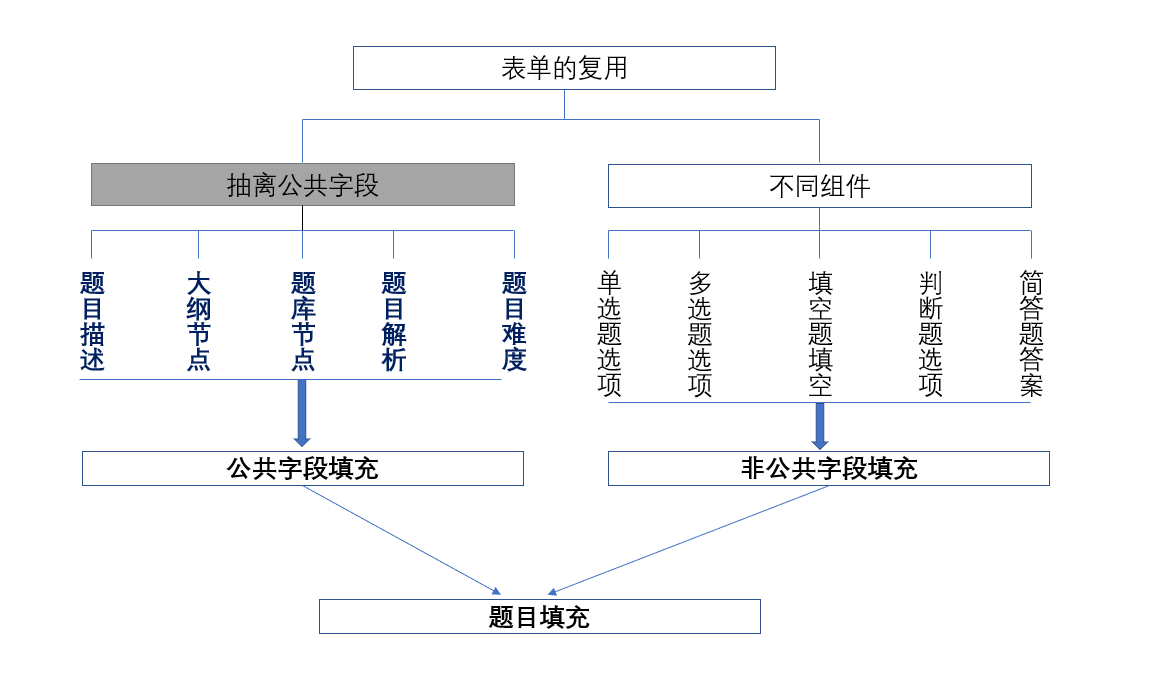 表单的复用
抽离公共字段
不同组件
题目描述
大纲节点
题库节点
题目解析
题目难度
单选题选项
多选题选项
填空题填空
判断题选项
简答题答案
公共字段填充
非公共字段填充
题目填充